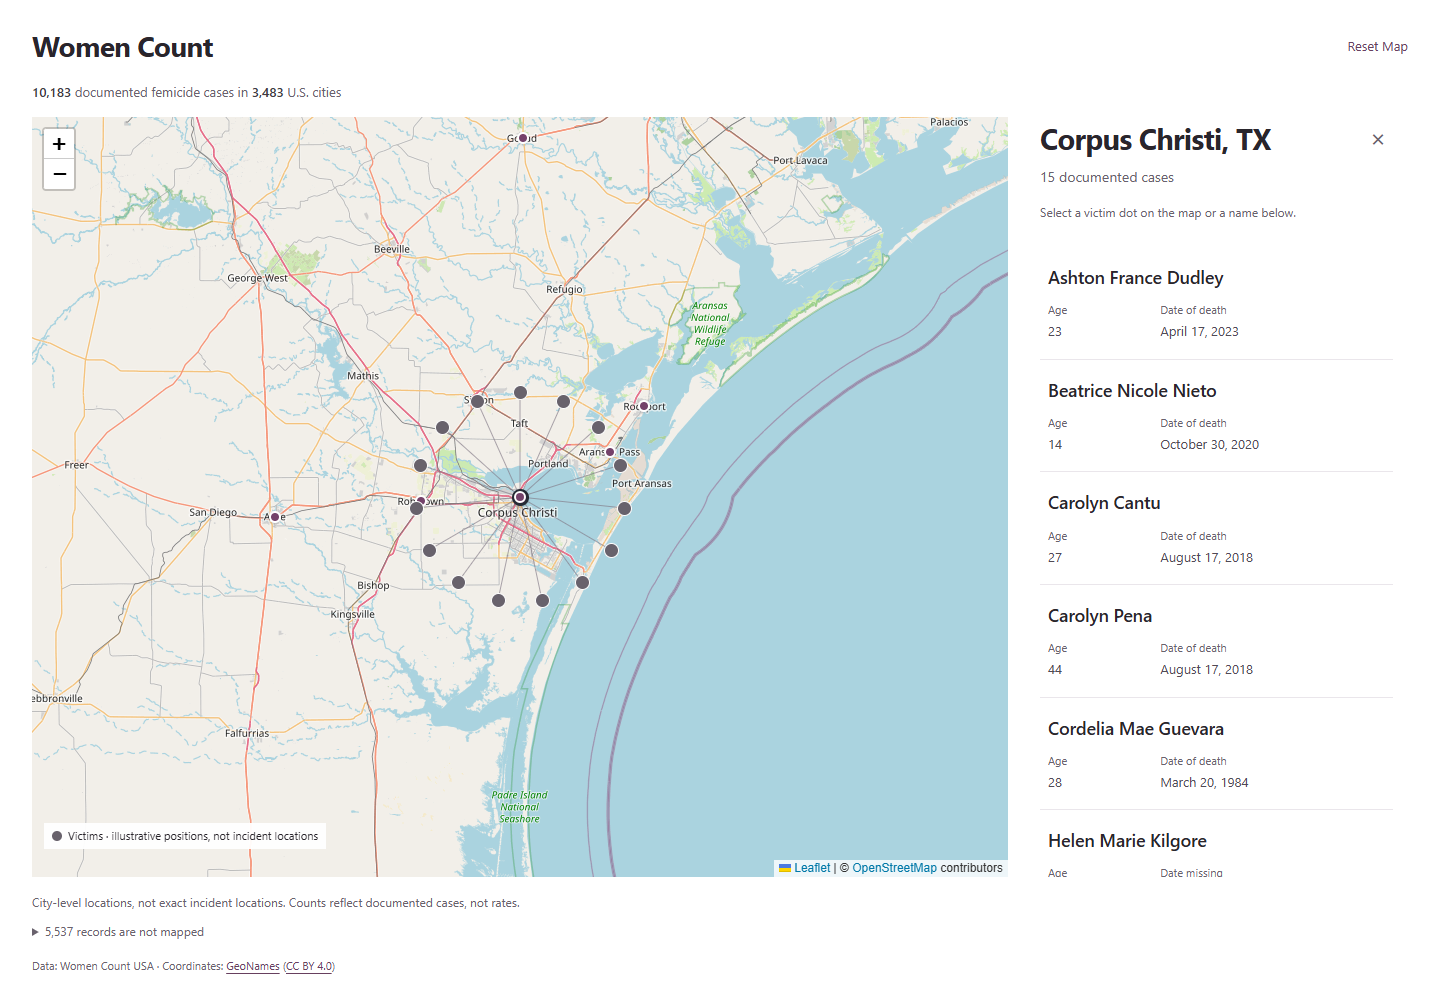 Women Count
Reset Map
10,183 documented femicide cases in 3,483 U.S. cities
+
−
Palacios
Port Lavaca
Beeville
George West
Refugio
Aransas
National
Wildlife
Refuge
Mathis
Taft
Freer
Portland
Port Aransas
San Diego
Corpus Christi
Bishop
Kingsville
ebbronville
Falfurrias
Padre Island
National
Seashore
Victims · illustrative positions, not incident locations
Leaflet | © OpenStreetMap contributors
Corpus Christi, TX
×
15 documented cases
Select a victim dot on the map or a name below.
Ashton France Dudley
Age Date of death
23 April 17, 2023
Beatrice Nicole Nieto
Age Date of death
14 October 30, 2020
Carolyn Cantu
Age Date of death
27 August 17, 2018
Carolyn Pena
Age Date of death
44 August 17, 2018
Cordelia Mae Guevara
Age Date of death
28 March 20, 1984
Helen Marie Kilgore
Age Date missing
City-level locations, not exact incident locations. Counts reflect documented cases, not rates.
5,537 records are not mapped
Data: Women Count USA · Coordinates: GeoNames (CC BY 4.0)